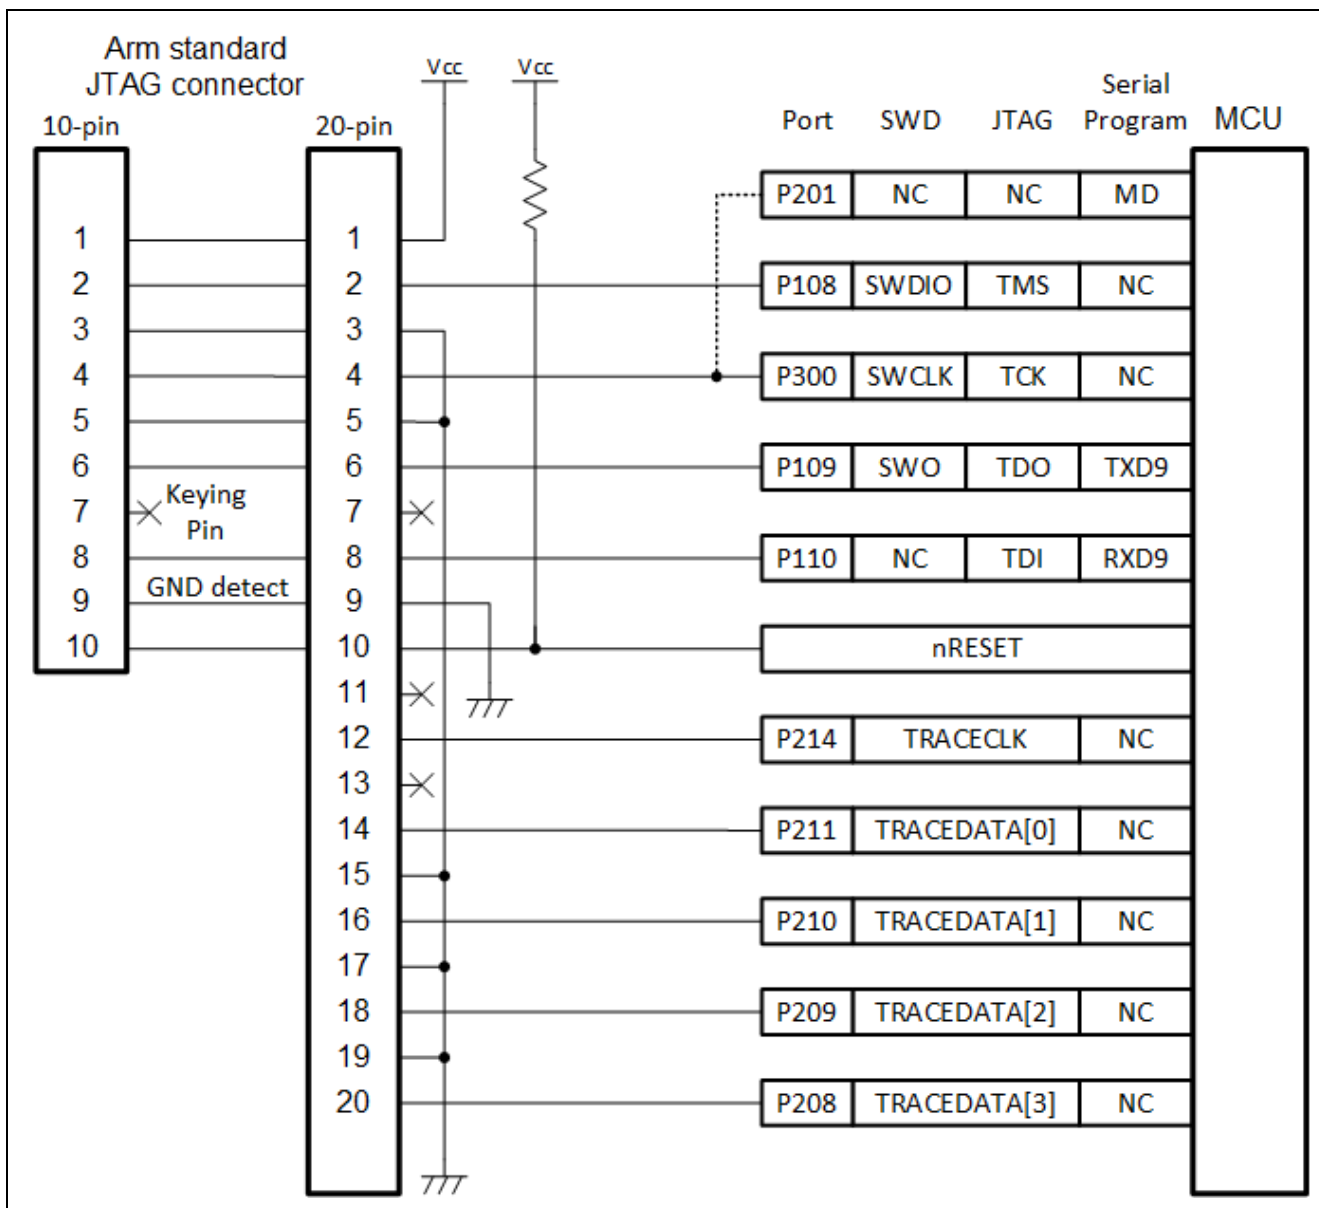 Arm standard
JTAG connector
10-pin 20-pin
Vcc Vcc
Port SWD JTAG Serial Program MCU
P201 NC NC MD
1 1
2 2 P108 SWDIO TMS NC
3 3
4 4 P300 SWCLK TCK NC
5 5
6 6 P109 SWO TDO TXD9
7 Keying Pin 7
8 8 P110 NC TDI RXD9
9 GND detect 9
10 10 nRESET
11
12 P214 TRACECLK NC
13
14 P211 TRACEDATA[0] NC
15
16 P210 TRACEDATA[1] NC
17
18 P209 TRACEDATA[2] NC
19
20 P208 TRACEDATA[3] NC